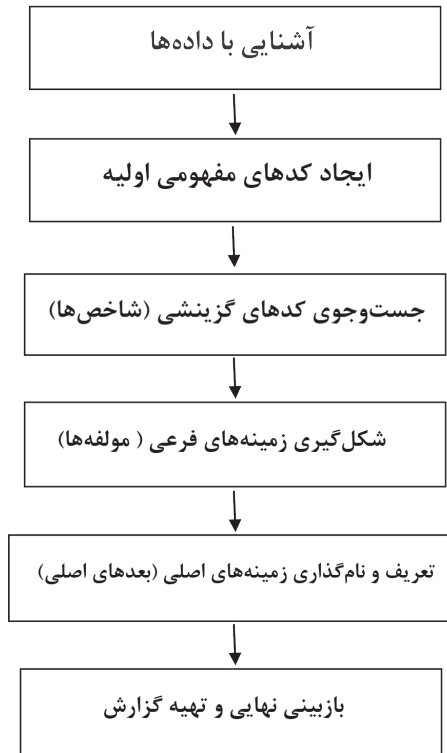 آشنایی با داده‌ها
ایجاد کدهای مفهومی اولیه
جست‌وجوی کدهای گزینشی (شاخص‌ها)
شکل‌گیری زمینه‌های فرعی ( مولفه‌ها)
تعریف و نام‌گذاری زمینه‌های اصلی (بعدهای اصلی)
بازبینی نهایی و تهیه گزارش